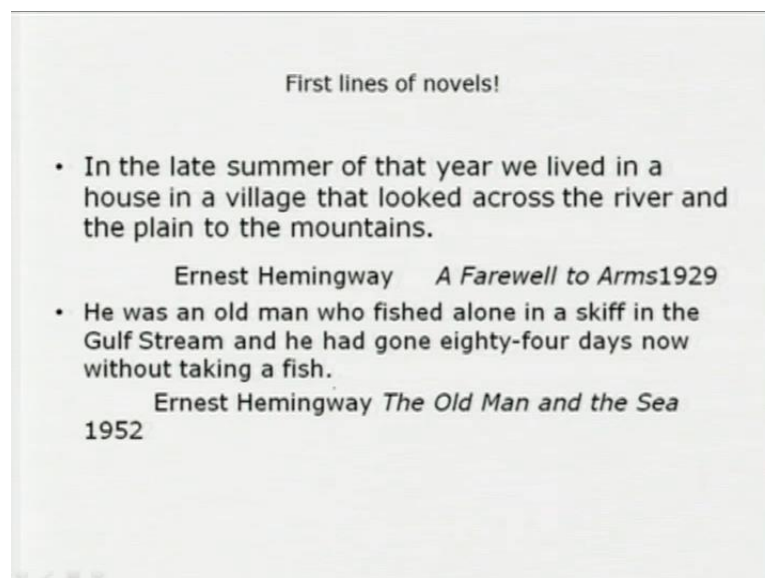 First lines of novels!
• In the late summer of that year we lived in a
house in a village that looked across the river and
the plain to the mountains.
Ernest Hemingway A Farewell to Arms1929
• He was an old man who fished alone in a skiff in the
Gulf Stream and he had gone eighty-four days now
without taking a fish.
Ernest Hemingway The Old Man and the Sea
1952